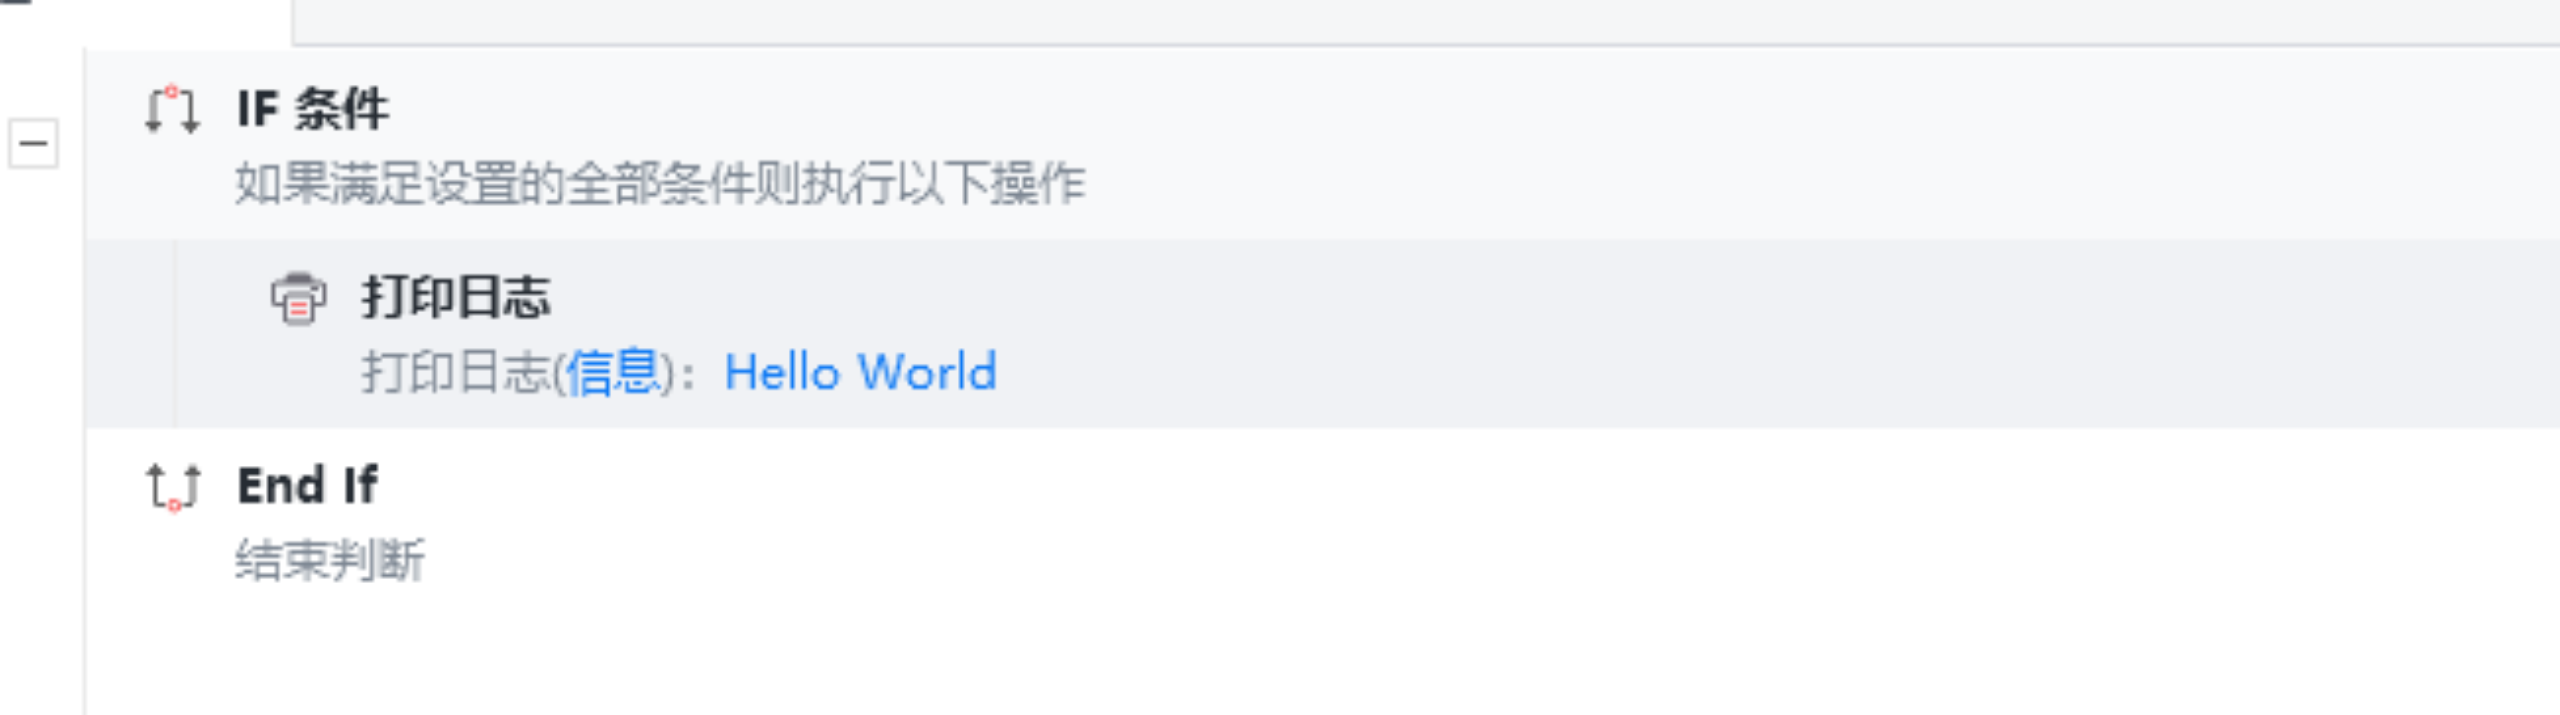 IF 条件
如果满足设置的全部条件则执行以下操作
打印日志
打印日志(信息)：Hello World
End If
结束判断